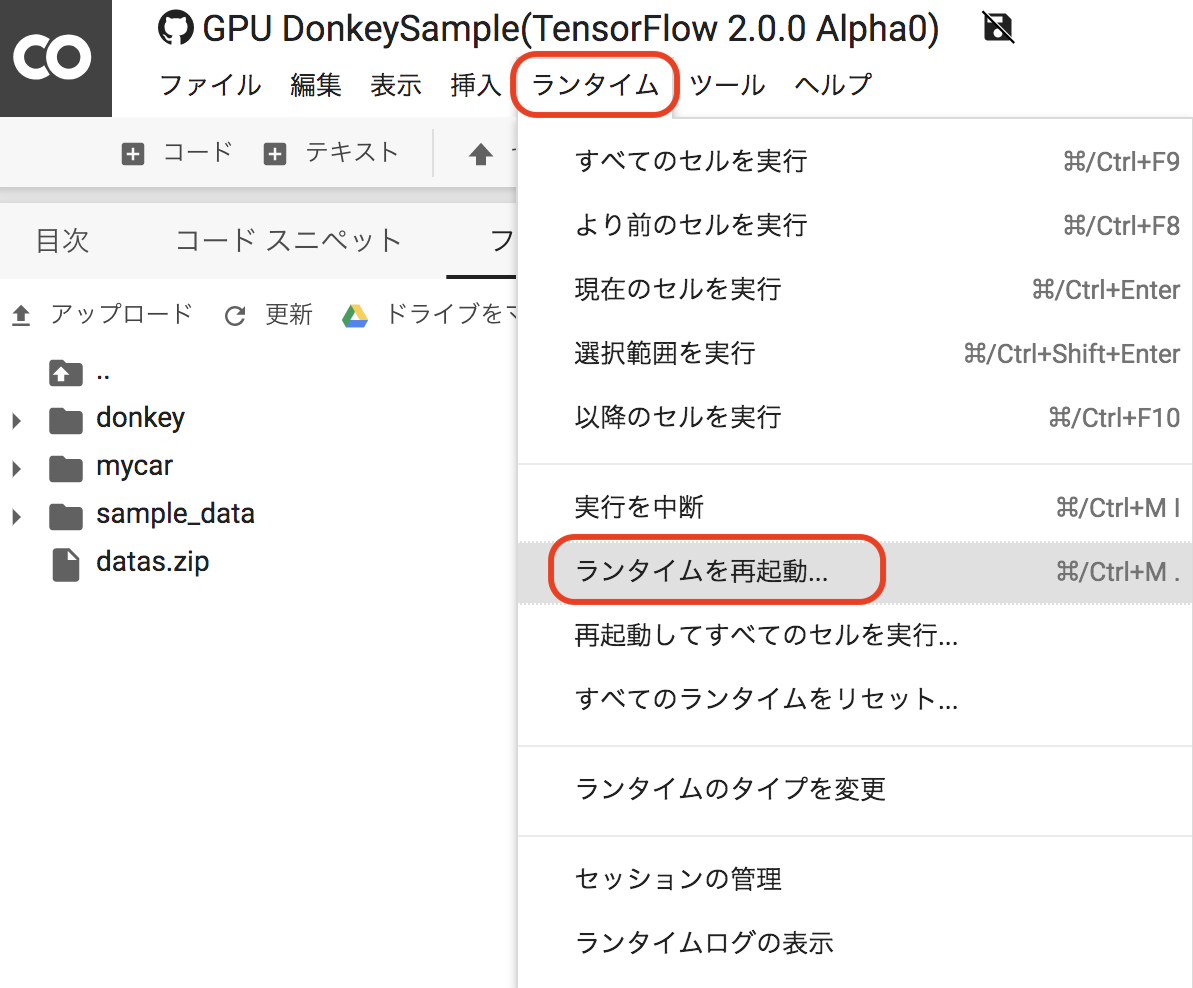 CO GPU DonkeySample(TensorFlow 2.0.0 Alpha0)
ファイル 編集 表示 挿入 ランタイム ツール ヘルプ
コード テキスト
目次 コード スニペット フ
アップロード 更新 ドライブを
..
donkey
mycar
sample_data
datas.zip
すべてのセルを実行 ⌘/Ctrl+F9
より前のセルを実行 ⌘/Ctrl+F8
現在のセルを実行 ⌘/Ctrl+Enter
選択範囲を実行 ⌘/Ctrl+Shift+Enter
以降のセルを実行 ⌘/Ctrl+F10
実行を中断 ⌘/Ctrl+M I
ランタイムを再起動... ⌘/Ctrl+M .
再起動してすべてのセルを実行...
すべてのランタイムをリセット...
ランタイムのタイプを変更
セッションの管理
ランタイムログの表示